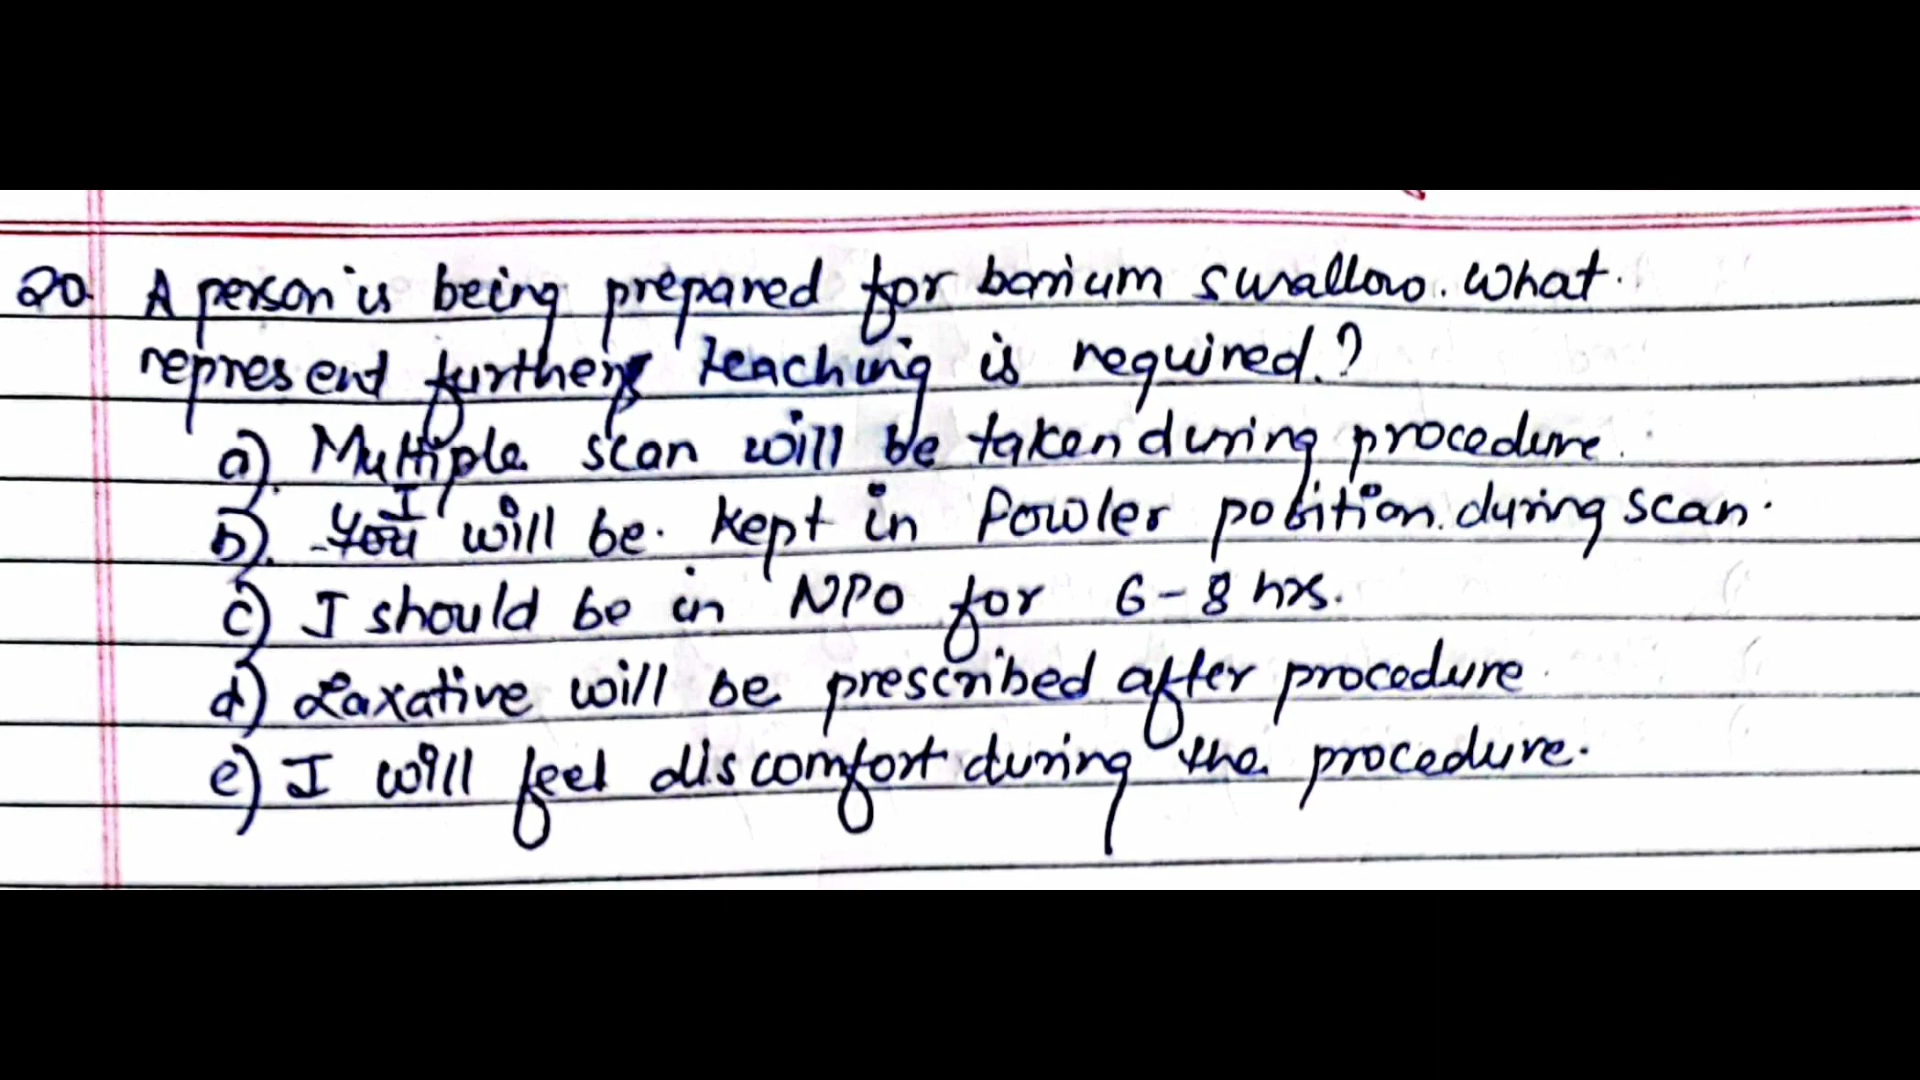 20. A person is being prepared for barium swallow. What
represent further teaching is required.?
a). Multiple scan will be taken during procedure.
b). I will be. kept in Fowler position. during scan.
c) I should be in NPO for 6-8 hrs.
d) Laxative will be prescribed after procedure.
e) I will feel discomfort during the procedure.